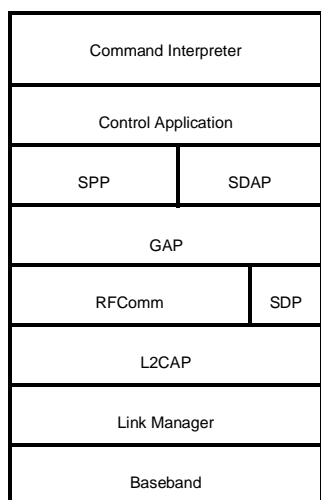 Command Interpreter
Control Application
SPP SDAP
GAP
RFComm SDP
L2CAP
Link Manager
Baseband